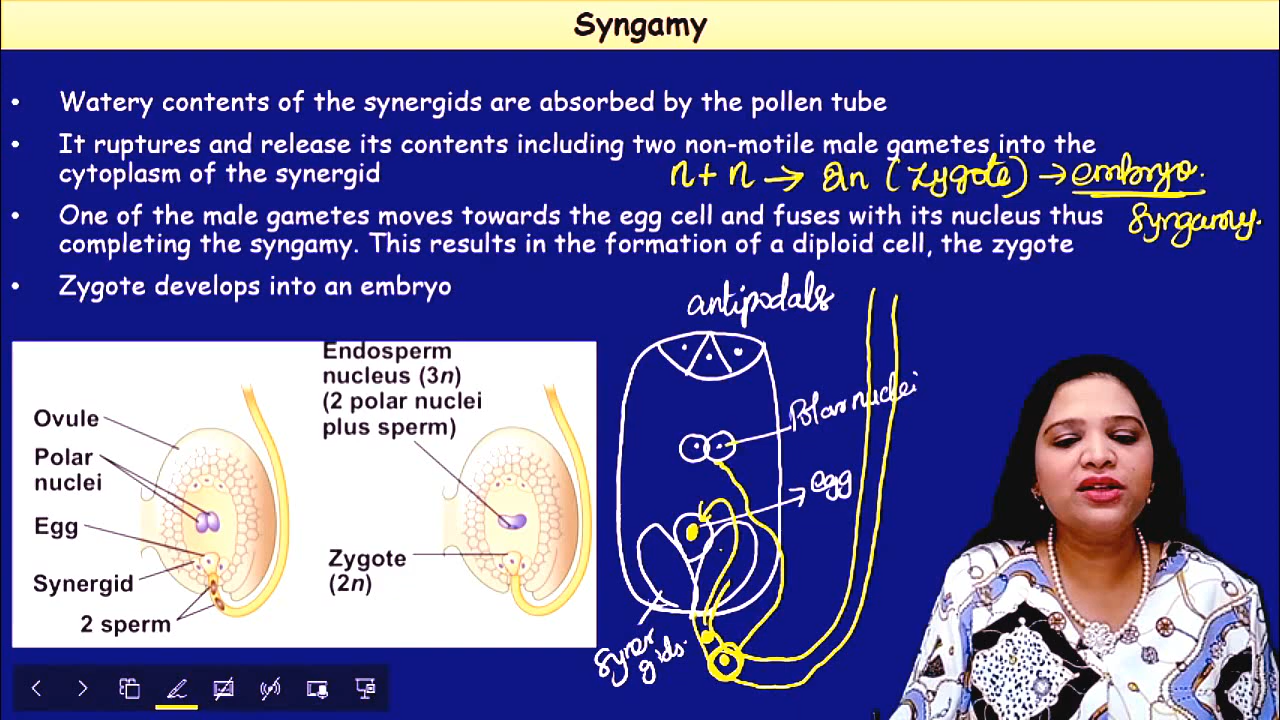 Syngamy
• Watery contents of the synergids are absorbed by the pollen tube
• It ruptures and release its contents including two non-motile male gametes into the
cytoplasm of the synergid
n + n → 2n (zygote) → embryo.
• One of the male gametes moves towards the egg cell and fuses with its nucleus thus
completing the syngamy. This results in the formation of a diploid cell, the zygote
Syngamy.
• Zygote develops into an embryo
Ovule
Polar
nuclei
Egg
Synergid
2 sperm
Endosperm
nucleus (3n)
(2 polar nuclei
plus sperm)
Zygote
(2n)
antipodals
Polar nuclei
egg
Syner
gids.